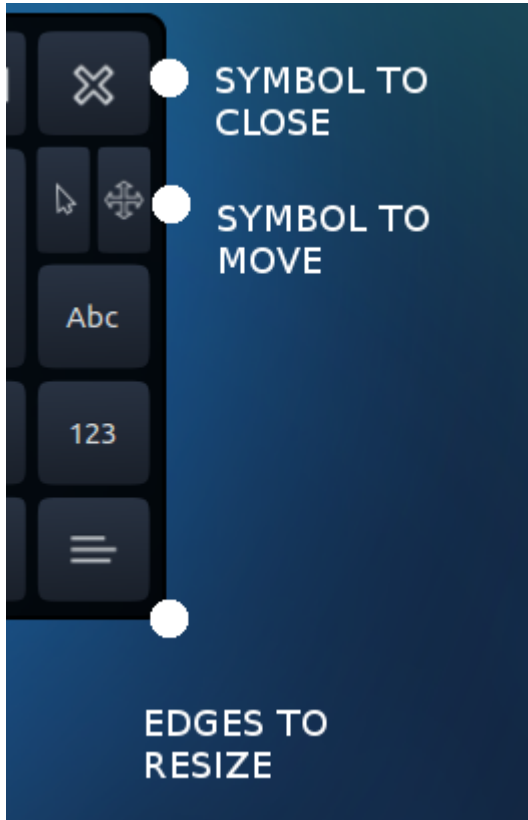 SYMBOL TO
CLOSE
SYMBOL TO
MOVE
Abc
123
EDGES TO
RESIZE